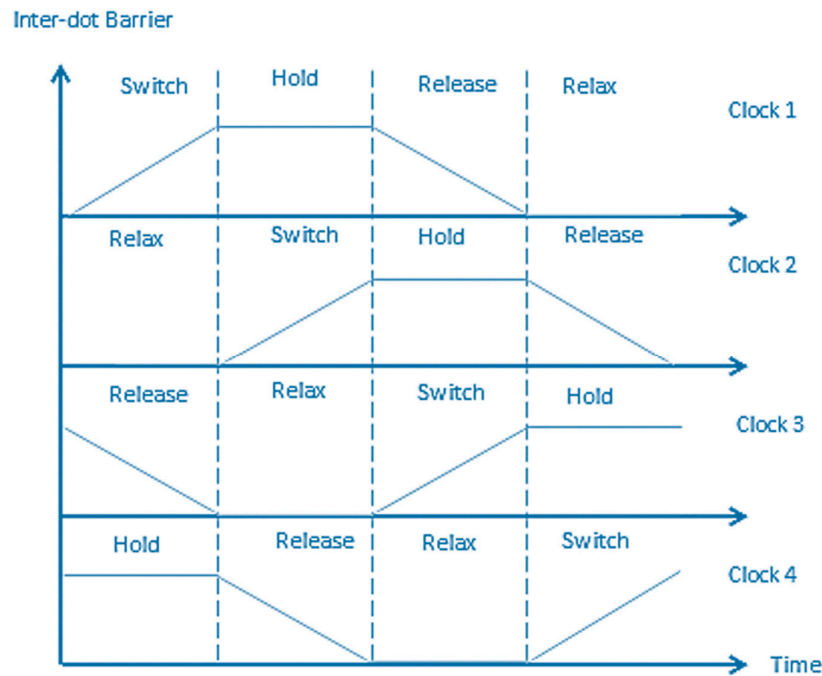 Inter-dot Barrier
Switch Hold Release Relax Clock 1
Relax Switch Hold Release Clock 2
Release Relax Switch Hold Clock 3
Hold Release Relax Switch Clock 4
Time